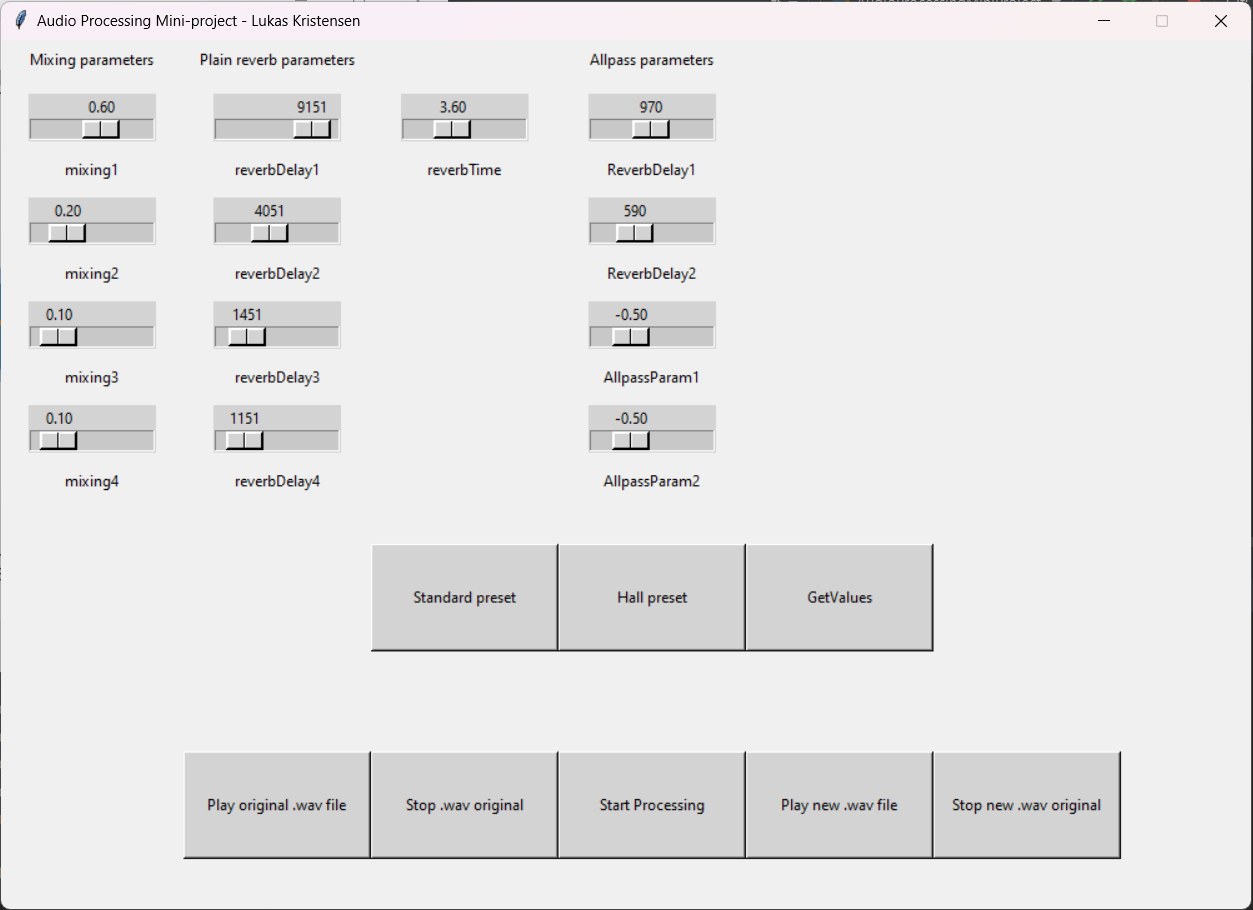 Audio Processing Mini-project - Lukas Kristensen
Mixing parameters Plain reverb parameters Allpass parameters
0.60 9151 3.60 970
mixing1 reverbDelay1 reverbTime ReverbDelay1
0.20 4051 590
mixing2 reverbDelay2 ReverbDelay2
0.10 1451 -0.50
mixing3 reverbDelay3 AllpassParam1
0.10 1151 -0.50
mixing4 reverbDelay4 AllpassParam2
Standard preset Hall preset GetValues
Play original .wav file Stop .wav original Start Processing Play new .wav file Stop new .wav original